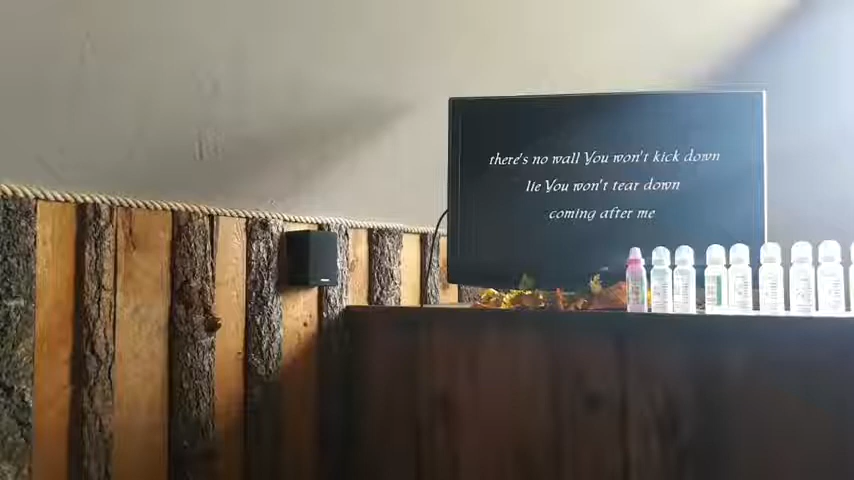 there's no wall You won't kick down
lie You won't tear down
coming after me